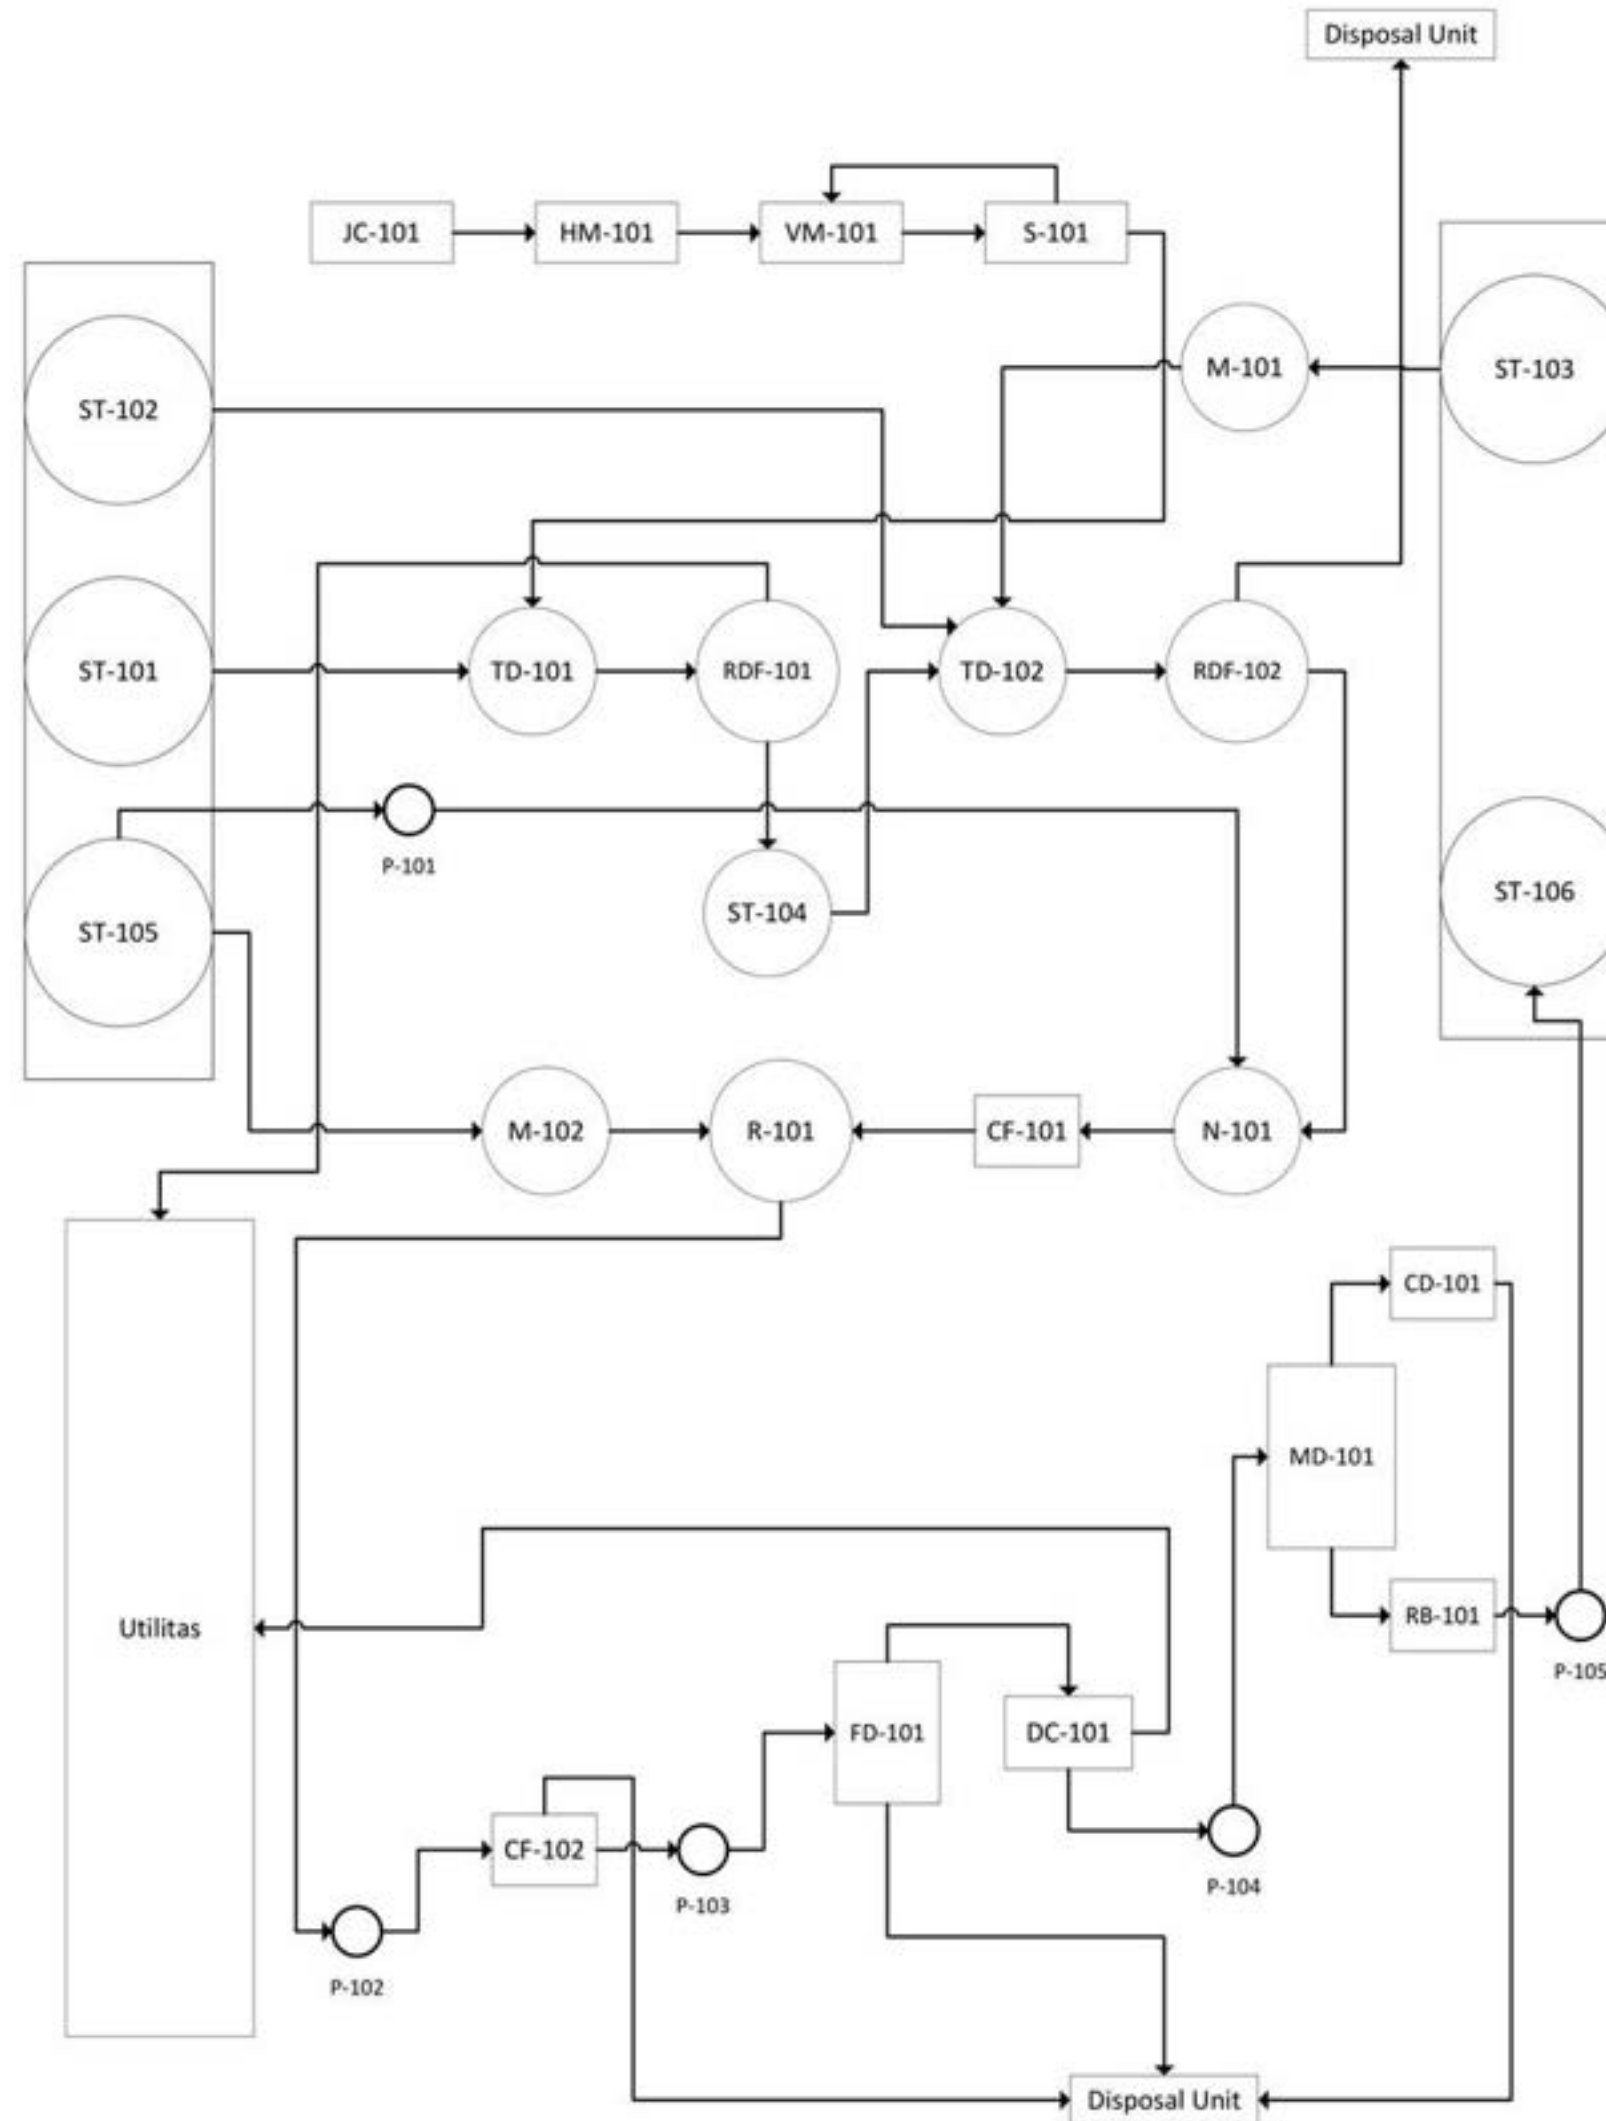 Disposal Unit
JC-101
HM-101
VM-101
S-101
ST-102
M-101
ST-103
ST-101
TD-101
RDF-101
TD-102
RDF-102
P-101
ST-105
ST-104
ST-106
M-102
R-101
CF-101
N-101
CD-101
MD-101
Utilitas
RB-101
P-105
FD-101
DC-101
CF-102
P-103
P-104
P-102
Disposal Unit